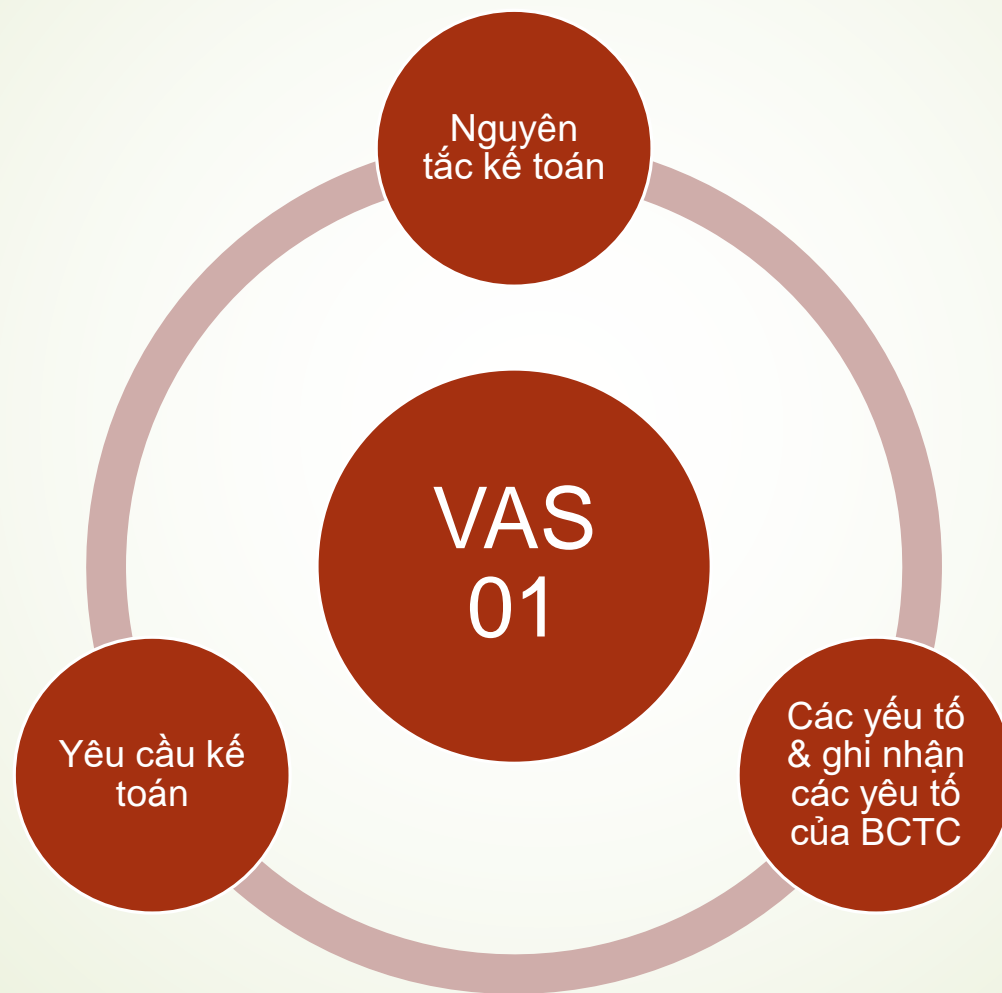 Nguyên
tắc kế toán
VAS
01
Yêu cầu kế
toán
Các yếu tố
& ghi nhận
các yêu tố
của BCTC